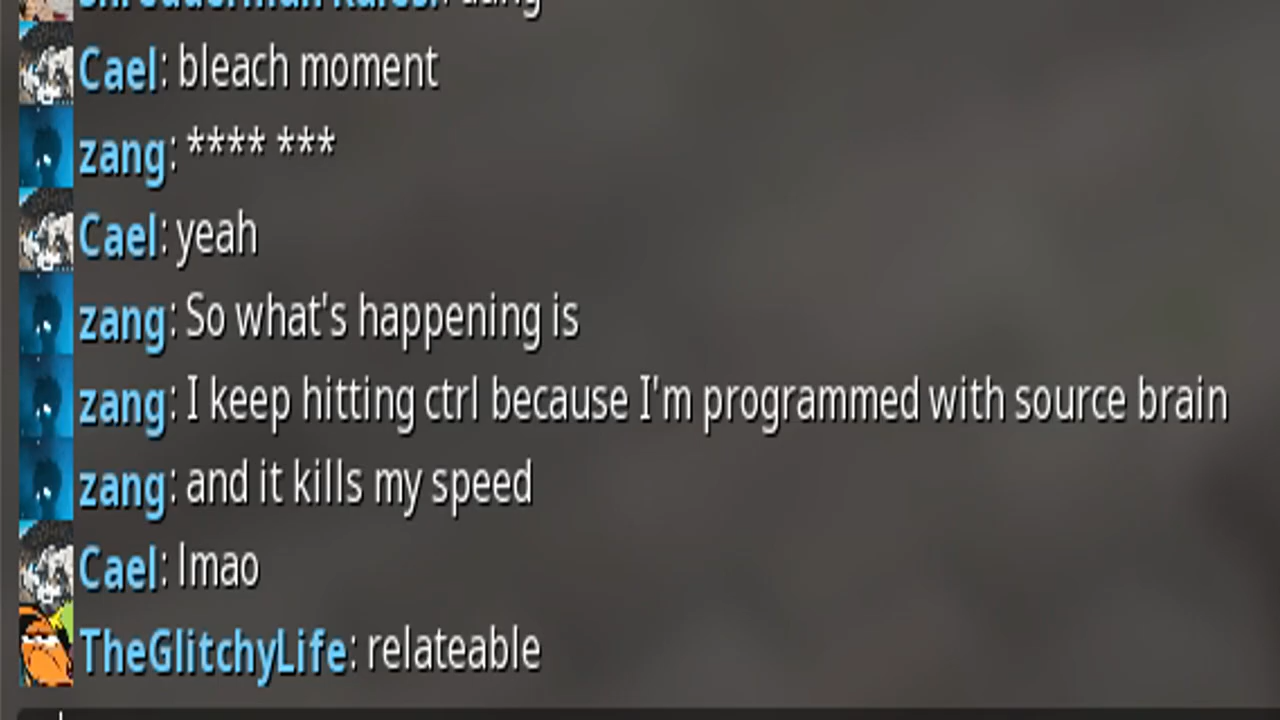 Cael: bleach moment
zang: **** ***
Cael: yeah
zang: So what's happening is
zang: I keep hitting ctrl because I'm programmed with source brain
zang: and it kills my speed
Cael: lmao
TheGlitchyLife: relateable